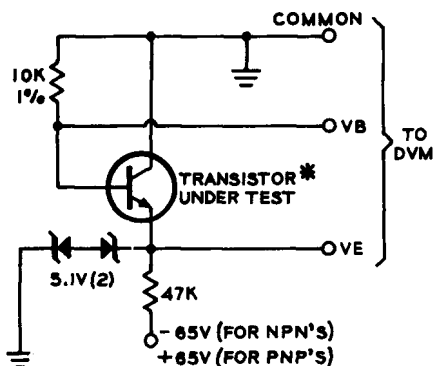 COMMON
10K
1%
VB
TO
DVM
TRANSISTOR*
UNDER TEST
VE
5.1V(2)
47K
-65V (FOR NPN'S)
+65V (FOR PNP'S)